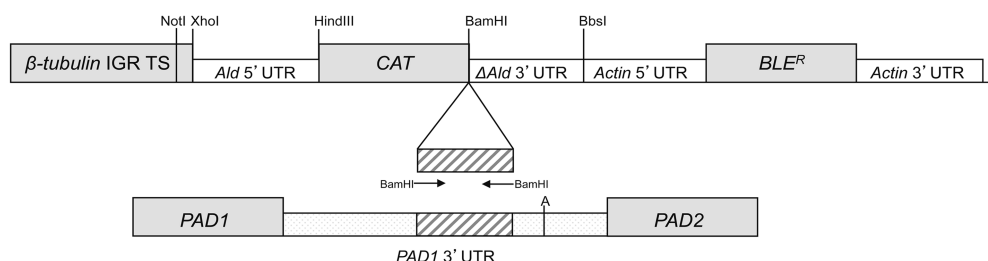 NotI XhoI HindIII BamHI BbsI
β-tubulin IGR TS Ald 5' UTR CAT ΔAld 3' UTR Actin 5' UTR BLE^R Actin 3' UTR
BamHI BamHI
A
PAD1 PAD2
PAD1 3' UTR